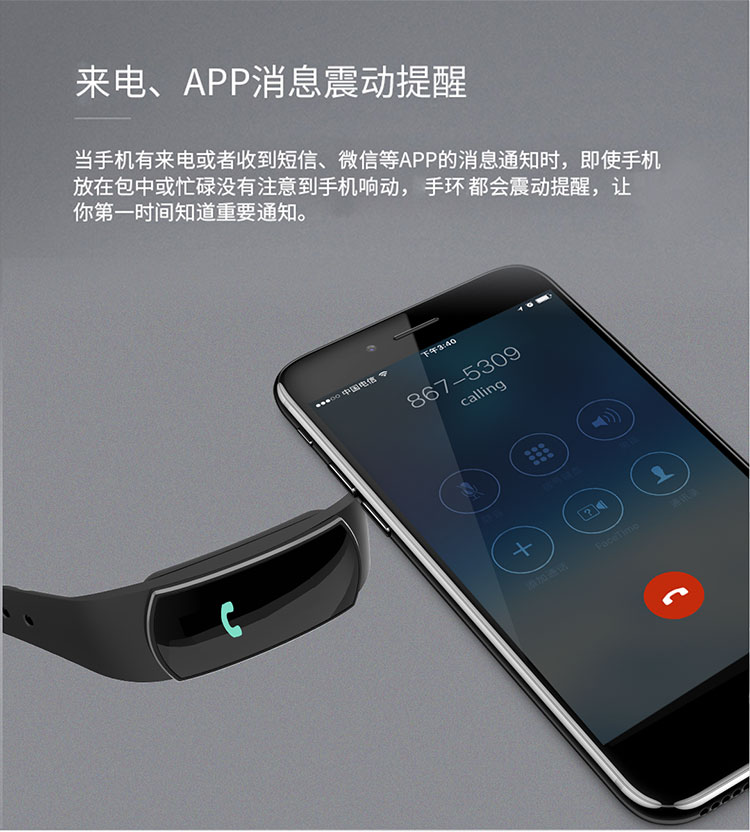 来电、APP消息震动提醒
当手机有来电或者收到短信、微信等APP的消息通知时，即使手机
放在包中或忙碌没有注意到手机响动， 手环 都会震动提醒，让
你第一时间知道重要通知。
中国电信
下午3:40
867-5309
calling
静音
拨号键盘
免提
添加通话
FaceTime
通讯录